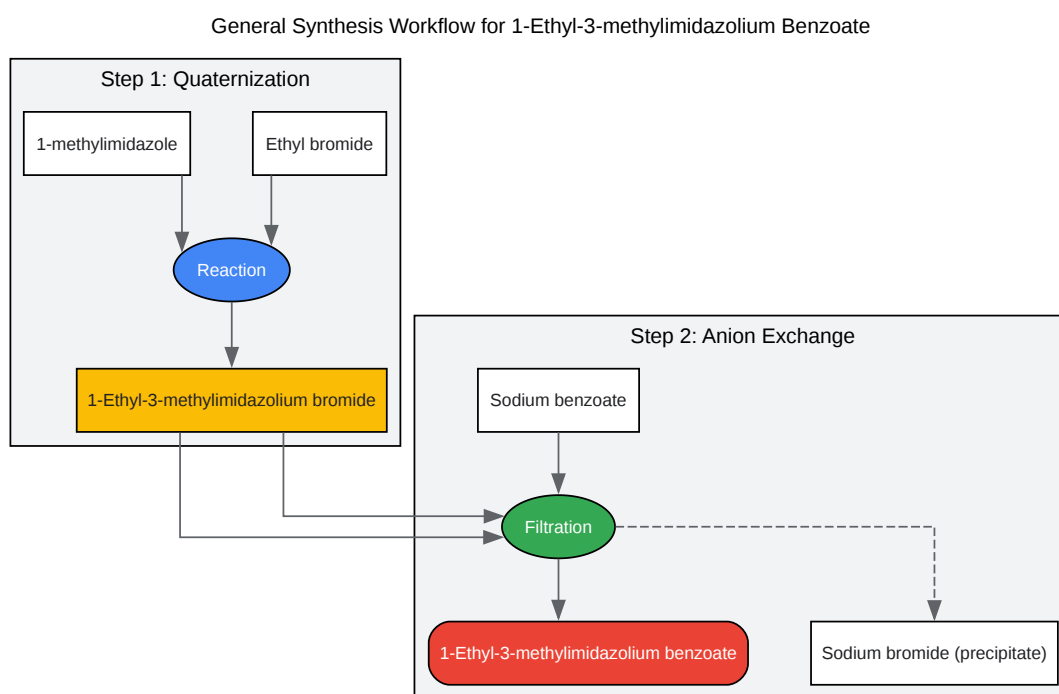 General Synthesis Workflow for 1-Ethyl-3-methylimidazolium Benzoate
Step 1: Quaternization
1-methylimidazole
Ethyl bromide
Reaction
1-Ethyl-3-methylimidazolium bromide
Step 2: Anion Exchange
Sodium benzoate
Filtration
1-Ethyl-3-methylimidazolium benzoate
Sodium bromide (precipitate)